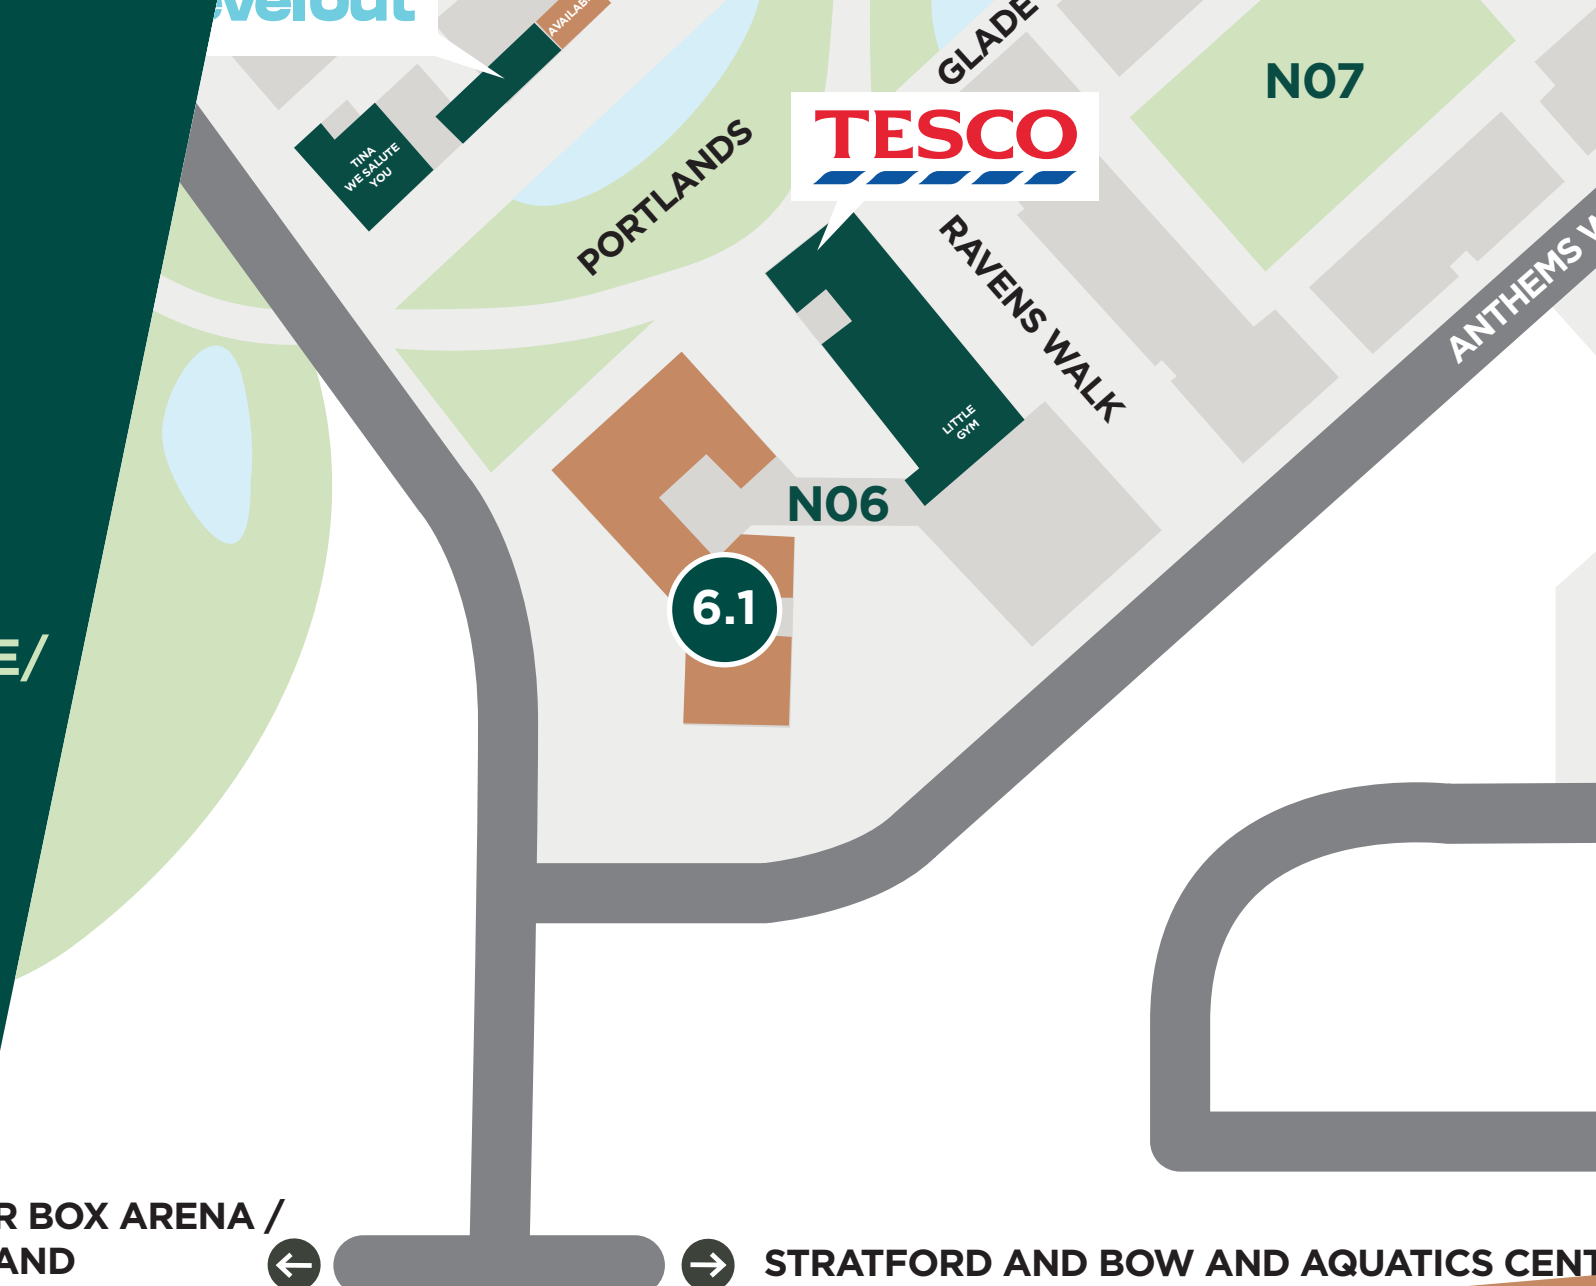 AVAILAB
TINA
WE SALUTE
YOU
GLADE
N07
TESCO
PORTLANDS
RAVENS WALK
ANTHEMS W
LITTLE
GYM
N06
6.1
E/
R BOX ARENA /
AND
STRATFORD AND BOW AND AQUATICS CENT